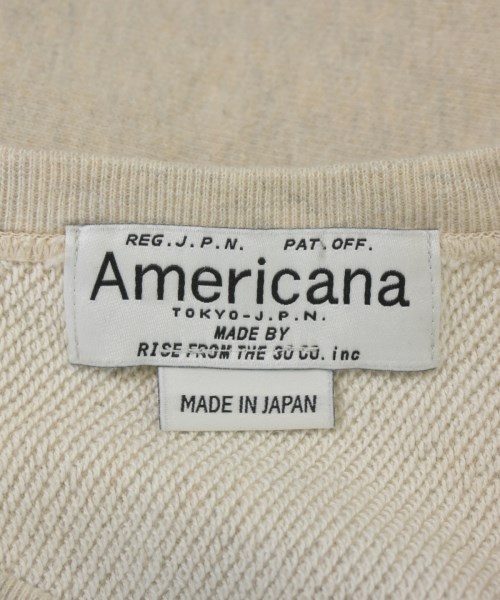 REG.J.P.N. PAT.OFF.
Americana
TOKYO-J.P.N.
MADE BY
RISE FROM THE 30 CO. inc
MADE IN JAPAN